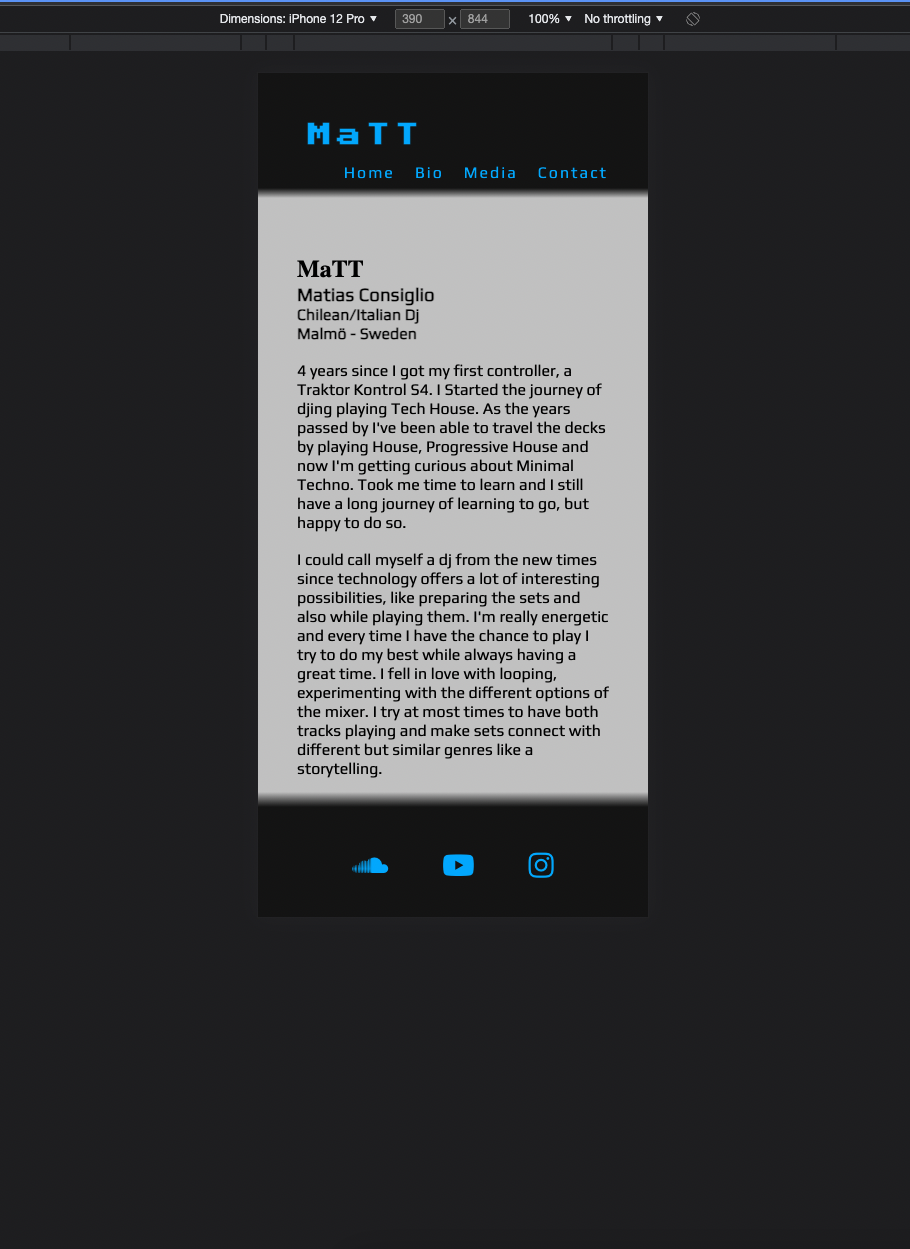 Dimensions: iPhone 12 Pro ▼ 390 × 844 100% ▼ No throttling ▼
MaTT
Home Bio Media Contact
MaTT
Matias Consiglio
Chilean/Italian Dj
Malmö - Sweden
4 years since I got my first controller, a
Traktor Kontrol S4. I Started the journey of
djing playing Tech House. As the years
passed by I've been able to travel the decks
by playing House, Progressive House and
now I'm getting curious about Minimal
Techno. Took me time to learn and I still
have a long journey of learning to go, but
happy to do so.
I could call myself a dj from the new times
since technology offers a lot of interesting
possibilities, like preparing the sets and
also while playing them. I'm really energetic
and every time I have the chance to play I
try to do my best while always having a
great time. I fell in love with looping,
experimenting with the different options of
the mixer. I try at most times to have both
tracks playing and make sets connect with
different but similar genres like a
storytelling.